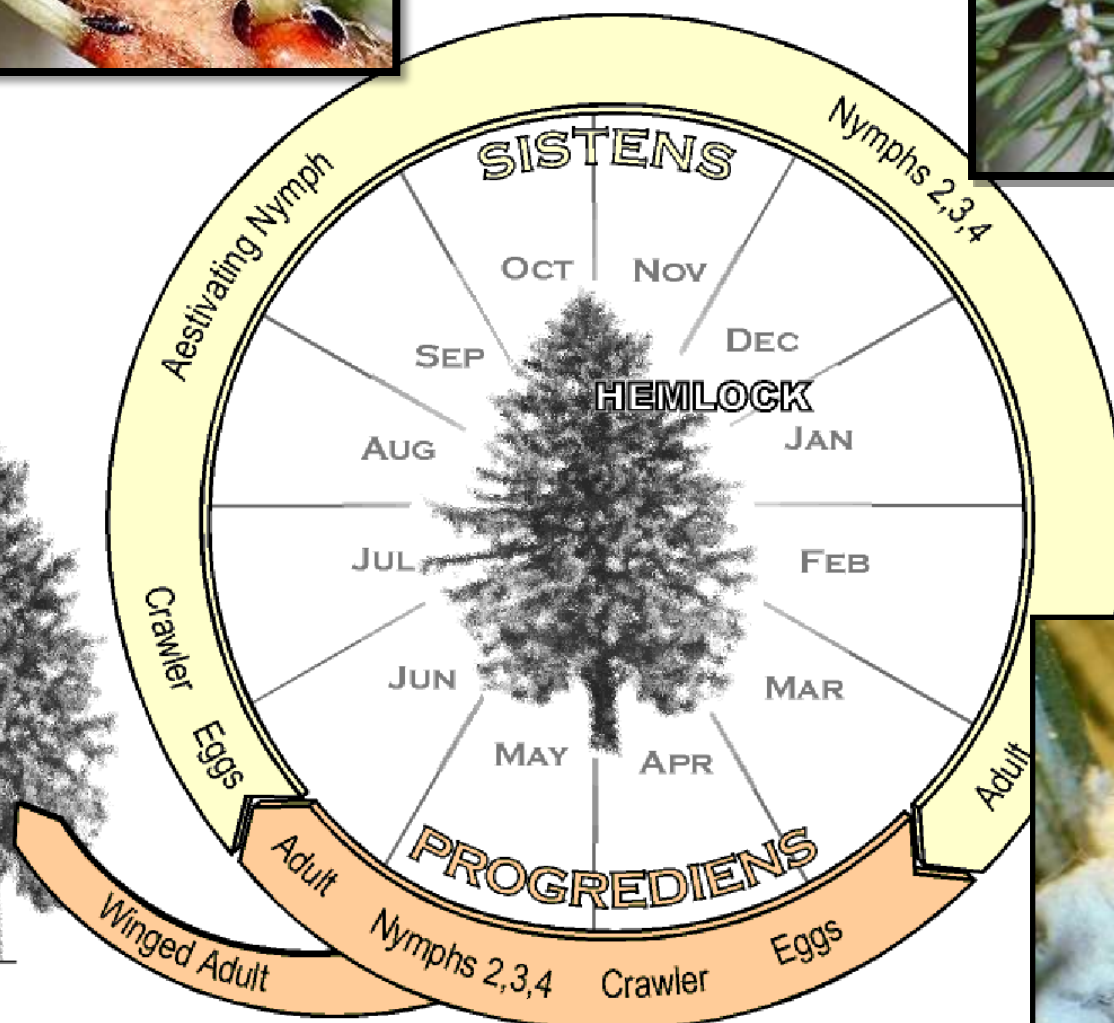 SISTENS
Nymphs 2,3,4
Aestivating Nymph
OCT
NOV
SEP
DEC
HEMLOCK
AUG
JAN
JUL
FEB
JUN
MAR
MAY
APR
Crawler
Eggs
Adult
PROGREDIENS
Adult
Nymphs 2,3,4
Crawler
Eggs
Winged Adult